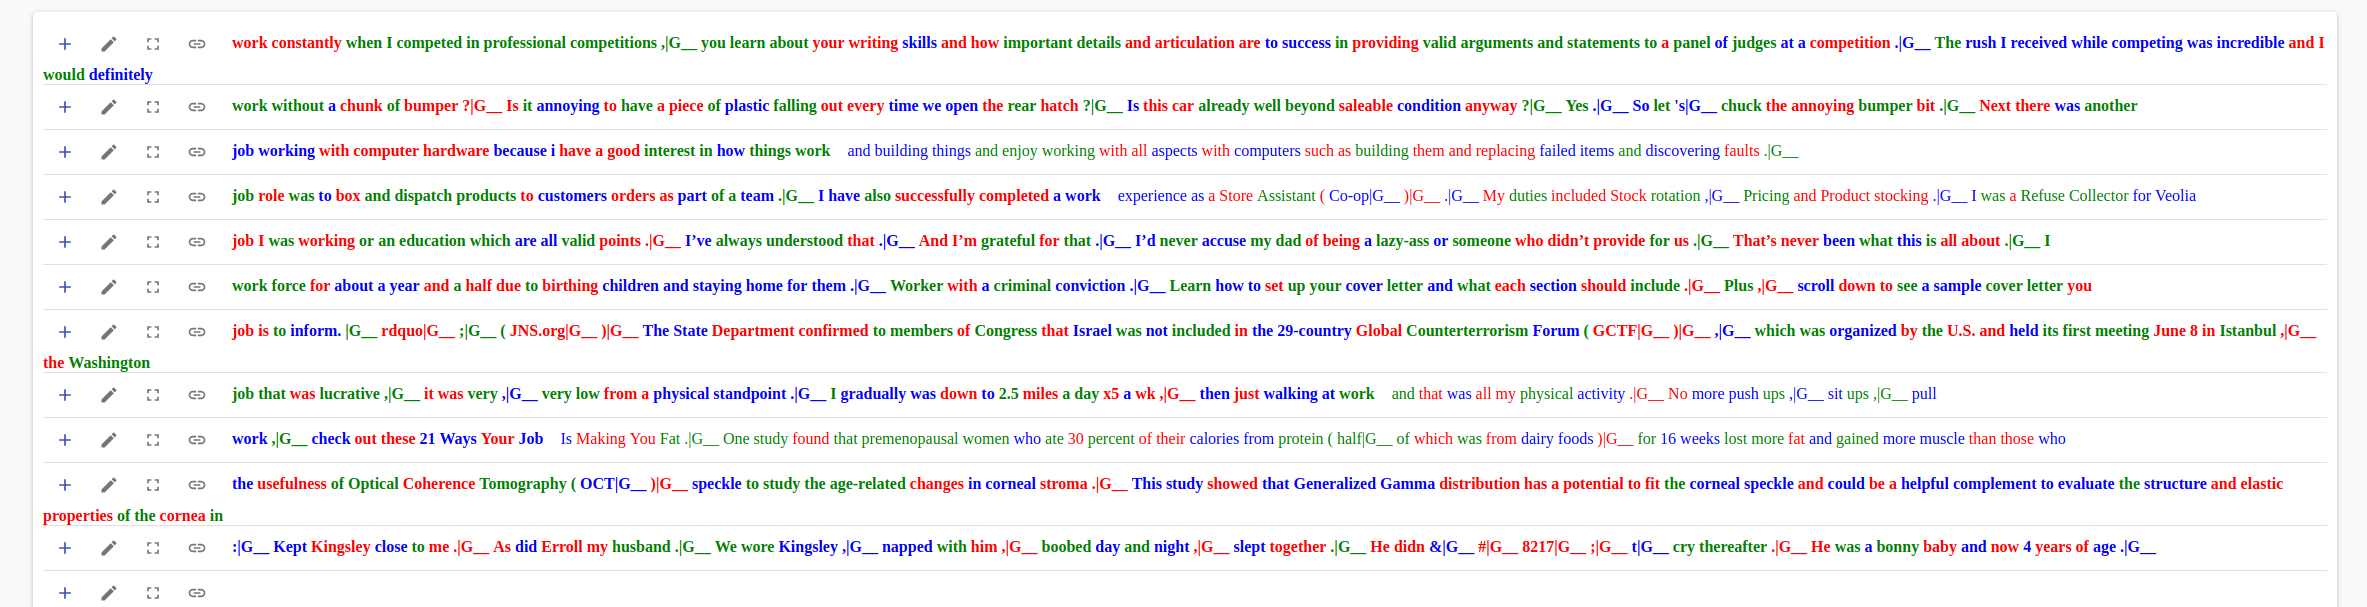 work constantly when I competed in professional competitions ,|G__ you learn about your writing skills and how important details and articulation are to success in providing valid arguments and statements to a panel of judges at a competition .|G__ The rush I received while competing was incredible and I
would definitely
work without a chunk of bumper ?|G__ Is it annoying to have a piece of plastic falling out every time we open the rear hatch ?|G__ Is this car already well beyond saleable condition anyway ?|G__ Yes .|G__ So let 's|G__ chuck the annoying bumper bit .|G__ Next there was another
job working with computer hardware because i have a good interest in how things work and building things and enjoy working with all aspects with computers such as building them and replacing failed items and discovering faults .|G__
job role was to box and dispatch products to customers orders as part of a team .|G__ I have also successfully completed a work experience as a Store Assistant ( Co-op|G__ )|G__ .|G__ My duties included Stock rotation ,|G__ Pricing and Product stocking .|G__ I was a Refuse Collector for Veolia
job I was working or an education which are all valid points .|G__ I’ve always understood that .|G__ And I’m grateful for that .|G__ I’d never accuse my dad of being a lazy-ass or someone who didn’t provide for us .|G__ That’s never been what this is all about .|G__ I
work force for about a year and a half due to birthing children and staying home for them .|G__ Worker with a criminal conviction .|G__ Learn how to set up your cover letter and what each section should include .|G__ Plus ,|G__ scroll down to see a sample cover letter you
job is to inform. |G__ rdquo|G__ ;|G__ ( JNS.org|G__ )|G__ The State Department confirmed to members of Congress that Israel was not included in the 29-country Global Counterterrorism Forum ( GCTF|G__ )|G__ ,|G__ which was organized by the U.S. and held its first meeting June 8 in Istanbul ,|G__
the Washington
job that was lucrative ,|G__ it was very ,|G__ very low from a physical standpoint .|G__ I gradually was down to 2.5 miles a day x5 a wk ,|G__ then just walking at work and that was all my physical activity .|G__ No more push ups ,|G__ sit ups ,|G__ pull
work ,|G__ check out these 21 Ways Your Job Is Making You Fat .|G__ One study found that premenopausal women who ate 30 percent of their calories from protein ( half|G__ of which was from dairy foods )|G__ for 16 weeks lost more fat and gained more muscle than those who
the usefulness of Optical Coherence Tomography ( OCT|G__ )|G__ speckle to study the age-related changes in corneal stroma .|G__ This study showed that Generalized Gamma distribution has a potential to fit the corneal speckle and could be a helpful complement to evaluate the structure and elastic
properties of the cornea in
:|G__ Kept Kingsley close to me .|G__ As did Erroll my husband .|G__ We wore Kingsley ,|G__ napped with him ,|G__ boobed day and night ,|G__ slept together .|G__ He didn &|G__ #|G__ 8217|G__ ;|G__ t|G__ cry thereafter .|G__ He was a bonny baby and now 4 years of age .|G__